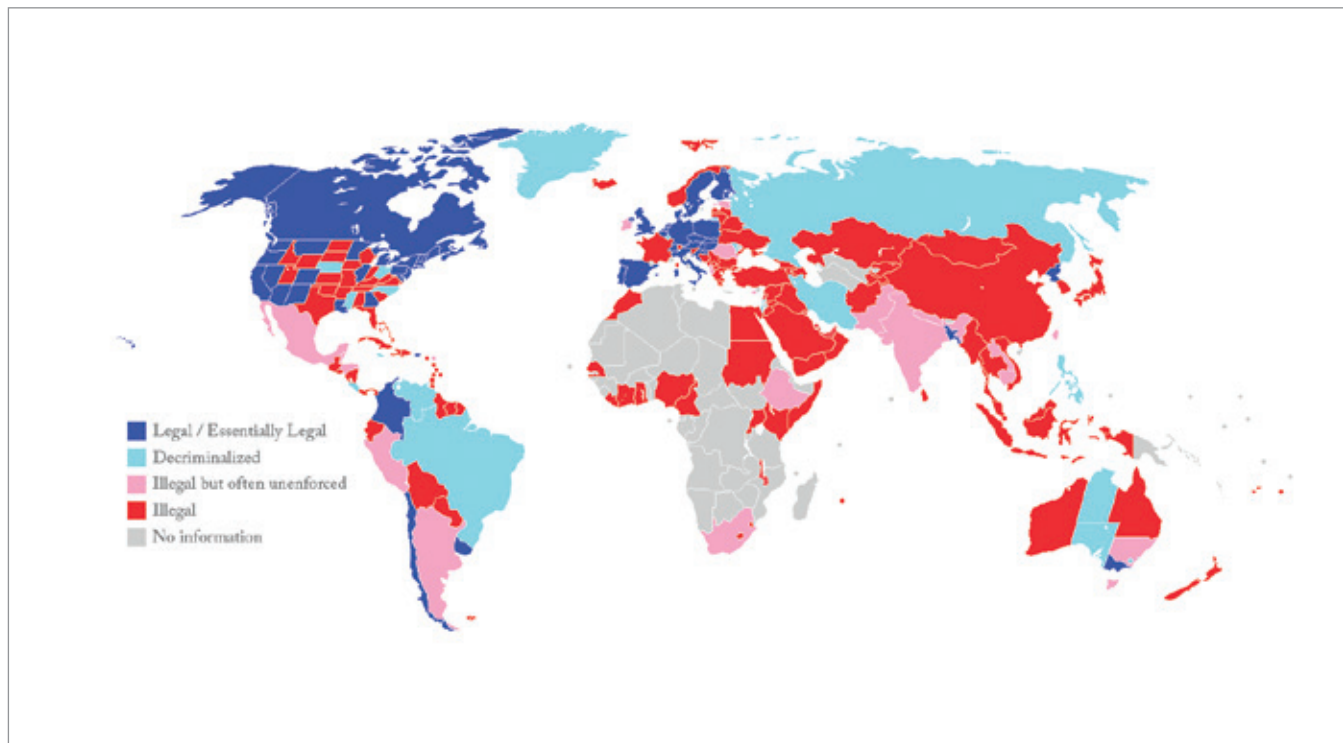 Legal / Essentially Legal
Decriminalized
Illegal but often unenforced
Illegal
No information